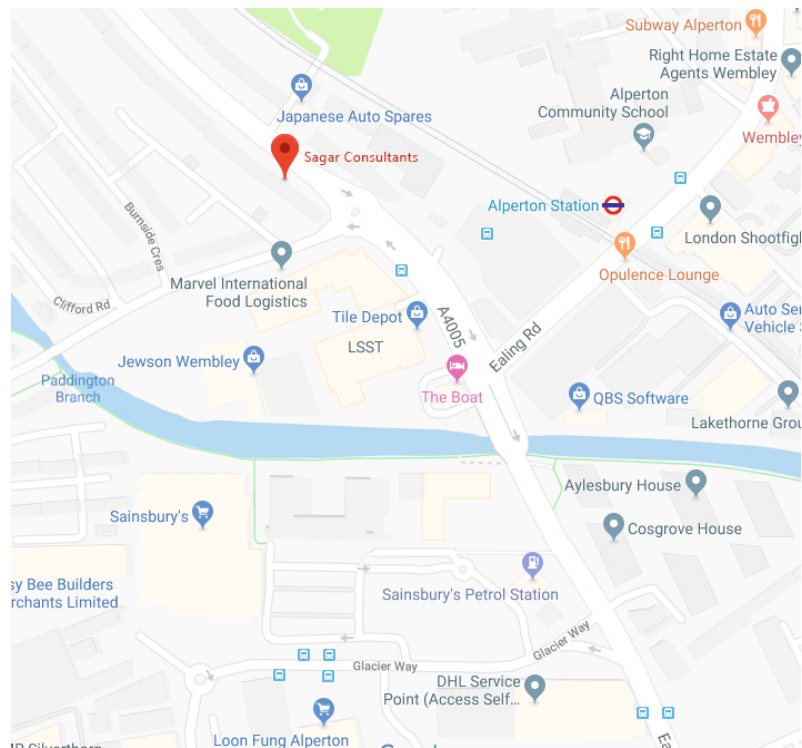 Subway Alperton
Right Home Estate
Agents Wembley
Japanese Auto Spares
Alperton
Community School
Wembley
Sagar Consultants
Alperton Station
London Shootfigh
Opulence Lounge
Burnside Cres
Marvel International
Food Logistics
Clifford Rd
Tile Depot
A4005
Auto Ser
Vehicle S
LSST
Ealing Rd
Jewson Wembley
Paddington
Branch
The Boat
QBS Software
Lakethorne Grou
Aylesbury House
Sainsbury's
Cosgrove House
sy Bee Builders
rchants Limited
Sainsbury's Petrol Station
Glacier Way
Glacier Way
DHL Service
Point (Access Self...
Loon Fung Alperton
Ea